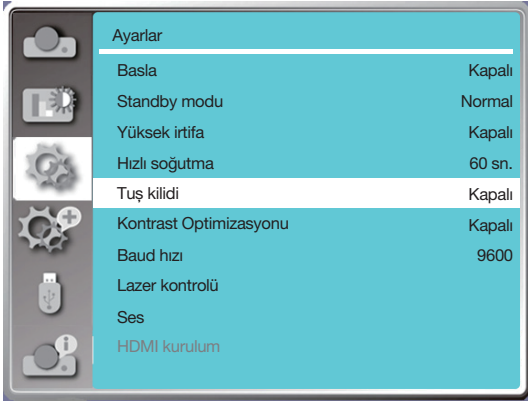 Ayarlar
Basla Kapalı
Standby modu Normal
Yüksek irtifa Kapalı
Hızlı soğutma 60 sn.
Tuş kilidi Kapalı
Kontrast Optimizasyonu Kapalı
Baud hızı 9600
Lazer kontrolü
Ses
HDMI kurulum